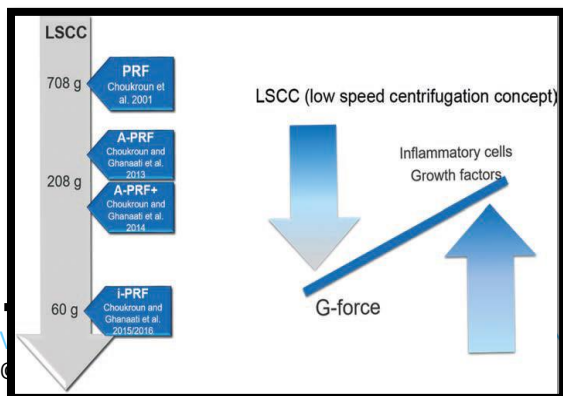 LSCC
708 g
PRF
Choukroun et
al. 2001
A-PRF
Choukroun and
Ghanaati et al.
2013
208 g
A-PRF+
Choukroun and
Ghanaati et al.
2014
60 g
i-PRF
Choukroun and
Ghanaati et al.
2015/2016
LSCC (low speed centrifugation concept)
Inflammatory cells
Growth factors
G-force